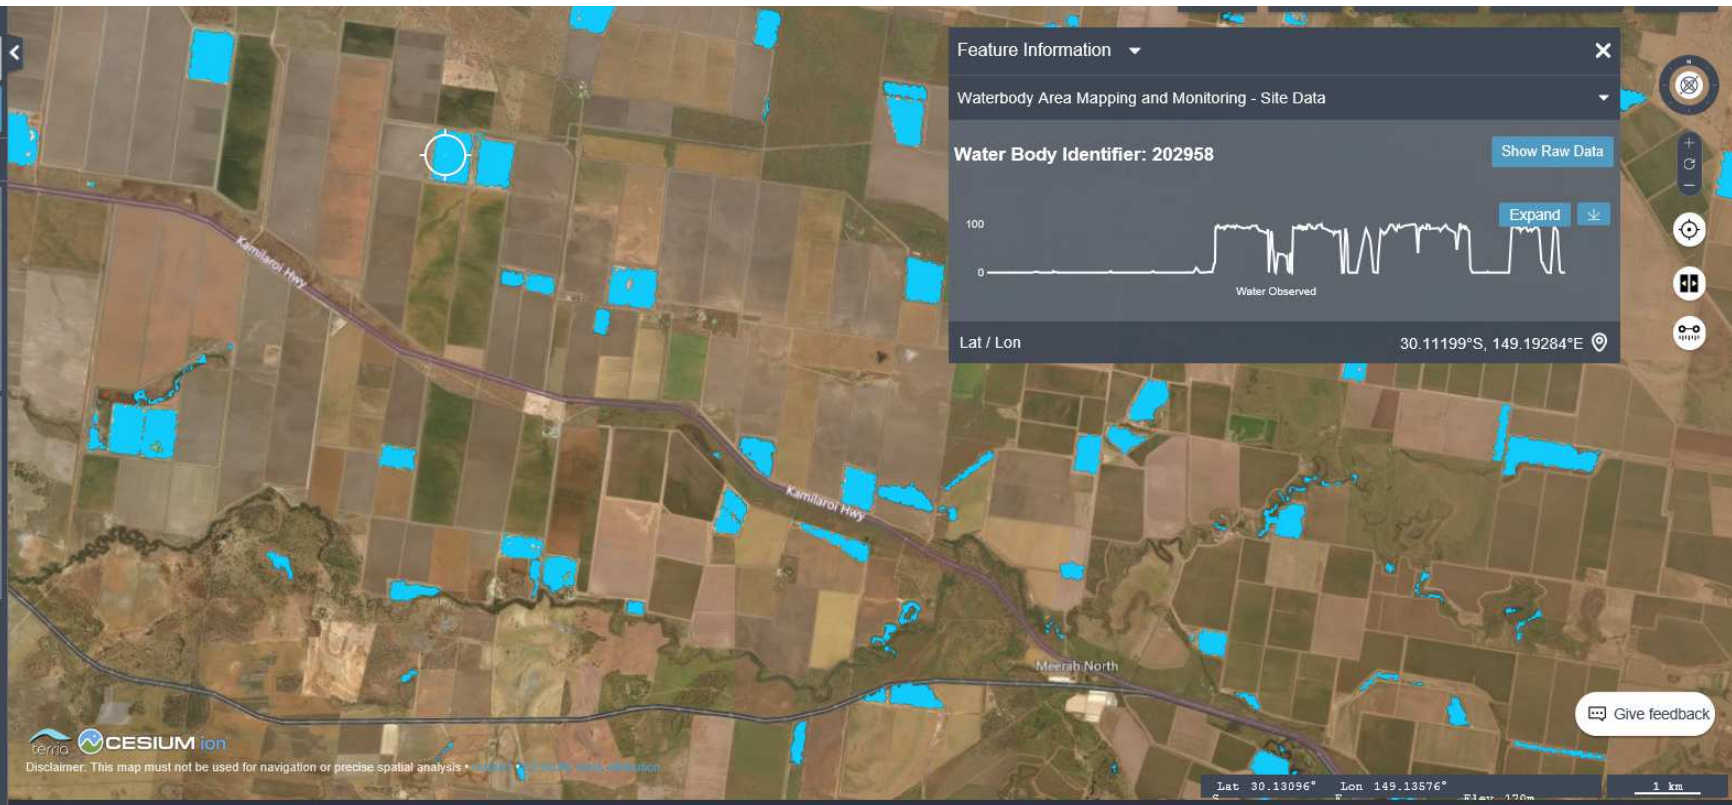 Feature Information
Waterbody Area Mapping and Monitoring - Site Data
Water Body Identifier: 202958
Show Raw Data
Expand
100
0
Water Observed
Lat / Lon
30.11199°S, 149.19284°E
Kamilaroi Hwy
Kamilaroi Hwy
Meerah North
Give feedback
terria
CESIUM ion
Disclaimer: This map must not be used for navigation or precise spatial analysis •
Lat 30.13096° Lon 149.13576°
S E Elev 170m
1 km